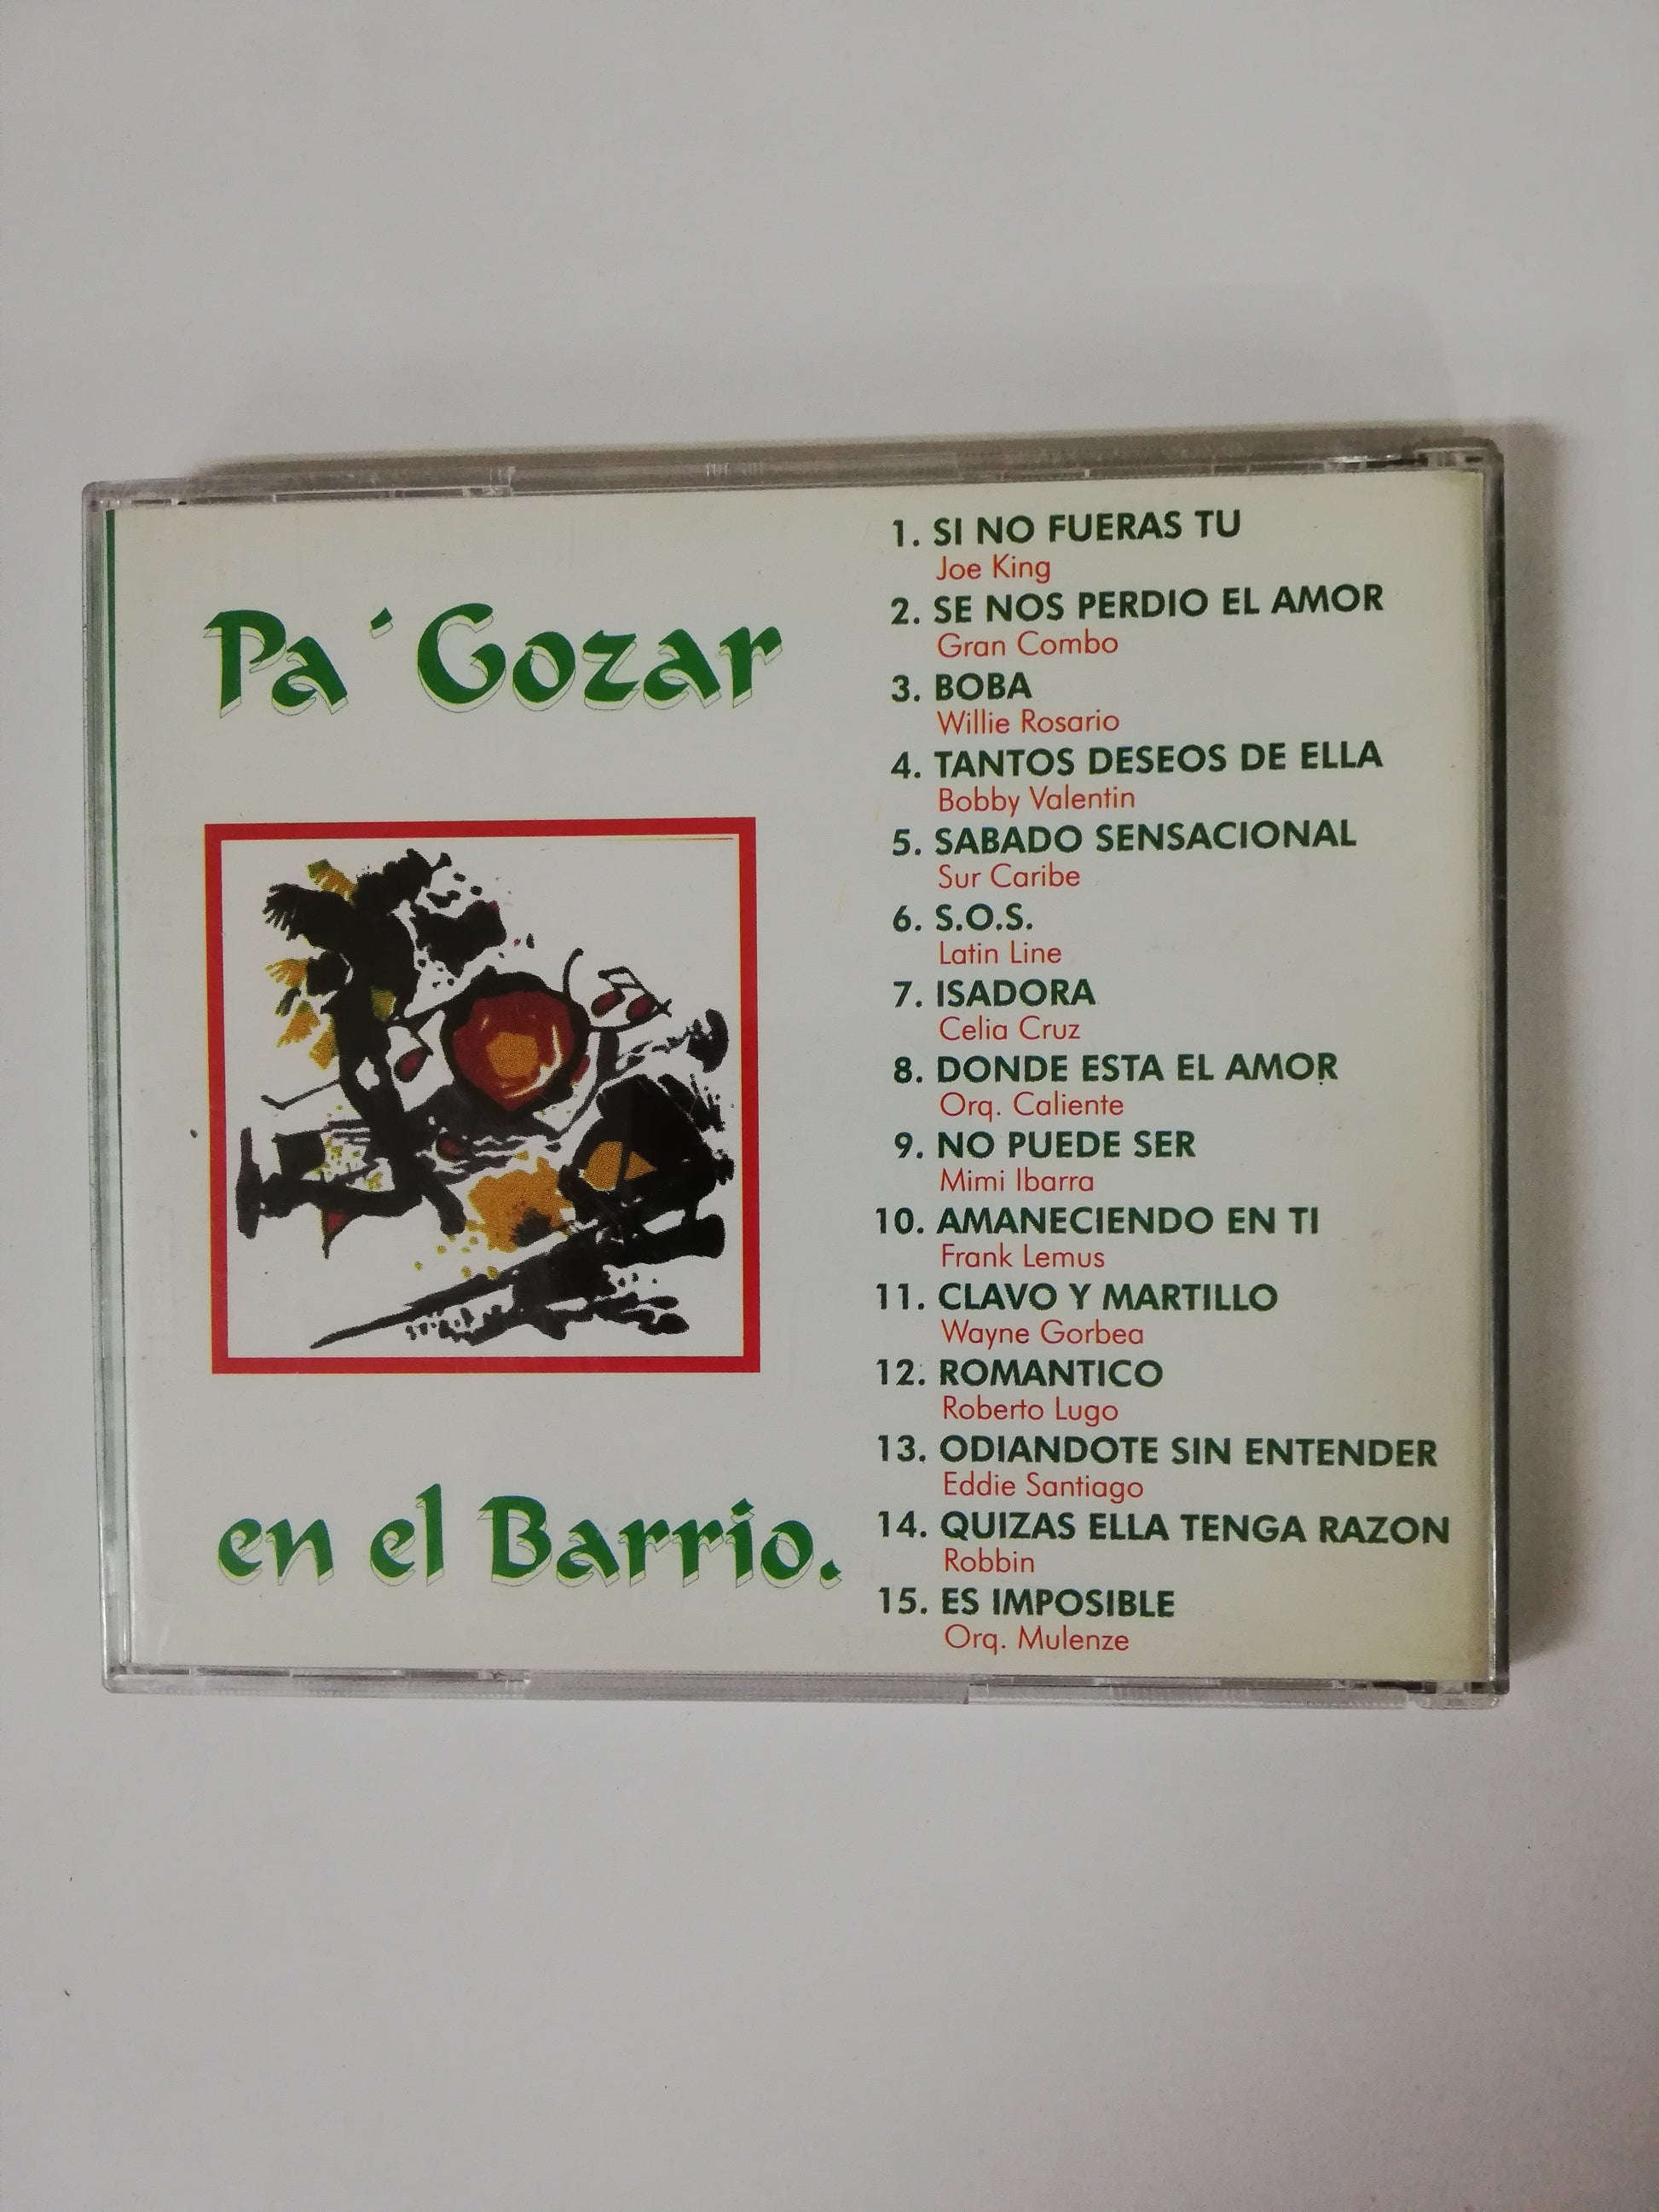 Pa´Gozar
en el Barrio.
1. SI NO FUERAS TU
Joe King
2. SE NOS PERDIO EL AMOR
Gran Combo
3. BOBA
Willie Rosario
4. TANTOS DESEOS DE ELLA
Bobby Valentin
5. SABADO SENSACIONAL
Sur Caribe
6. S.O.S.
Latin Line
7. ISADORA
Celia Cruz
8. DONDE ESTA EL AMOR
Orq. Caliente
9. NO PUEDE SER
Mimi Ibarra
10. AMANECIENDO EN TI
Frank Lemus
11. CLAVO Y MARTILLO
Wayne Gorbea
12. ROMANTICO
Roberto Lugo
13. ODIANDOTE SIN ENTENDER
Eddie Santiago
14. QUIZAS ELLA TENGA RAZON
Robbin
15. ES IMPOSIBLE
Orq. Mulenze